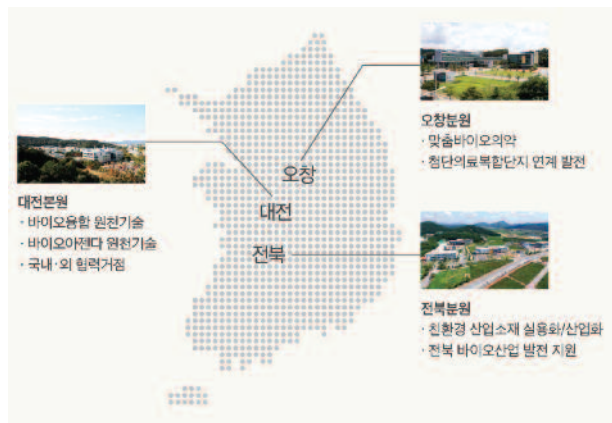 오창분원
· 맞춤바이오의약
· 첨단의료복합단지 연계 발전
대전본원
· 바이오융합 원천기술
· 바이오아젠다 원천기술
· 국내·외 협력거점
오창
대전
전북
전북분원
· 친환경 산업소재 실용화/산업화
· 전북 바이오산업 발전 지원